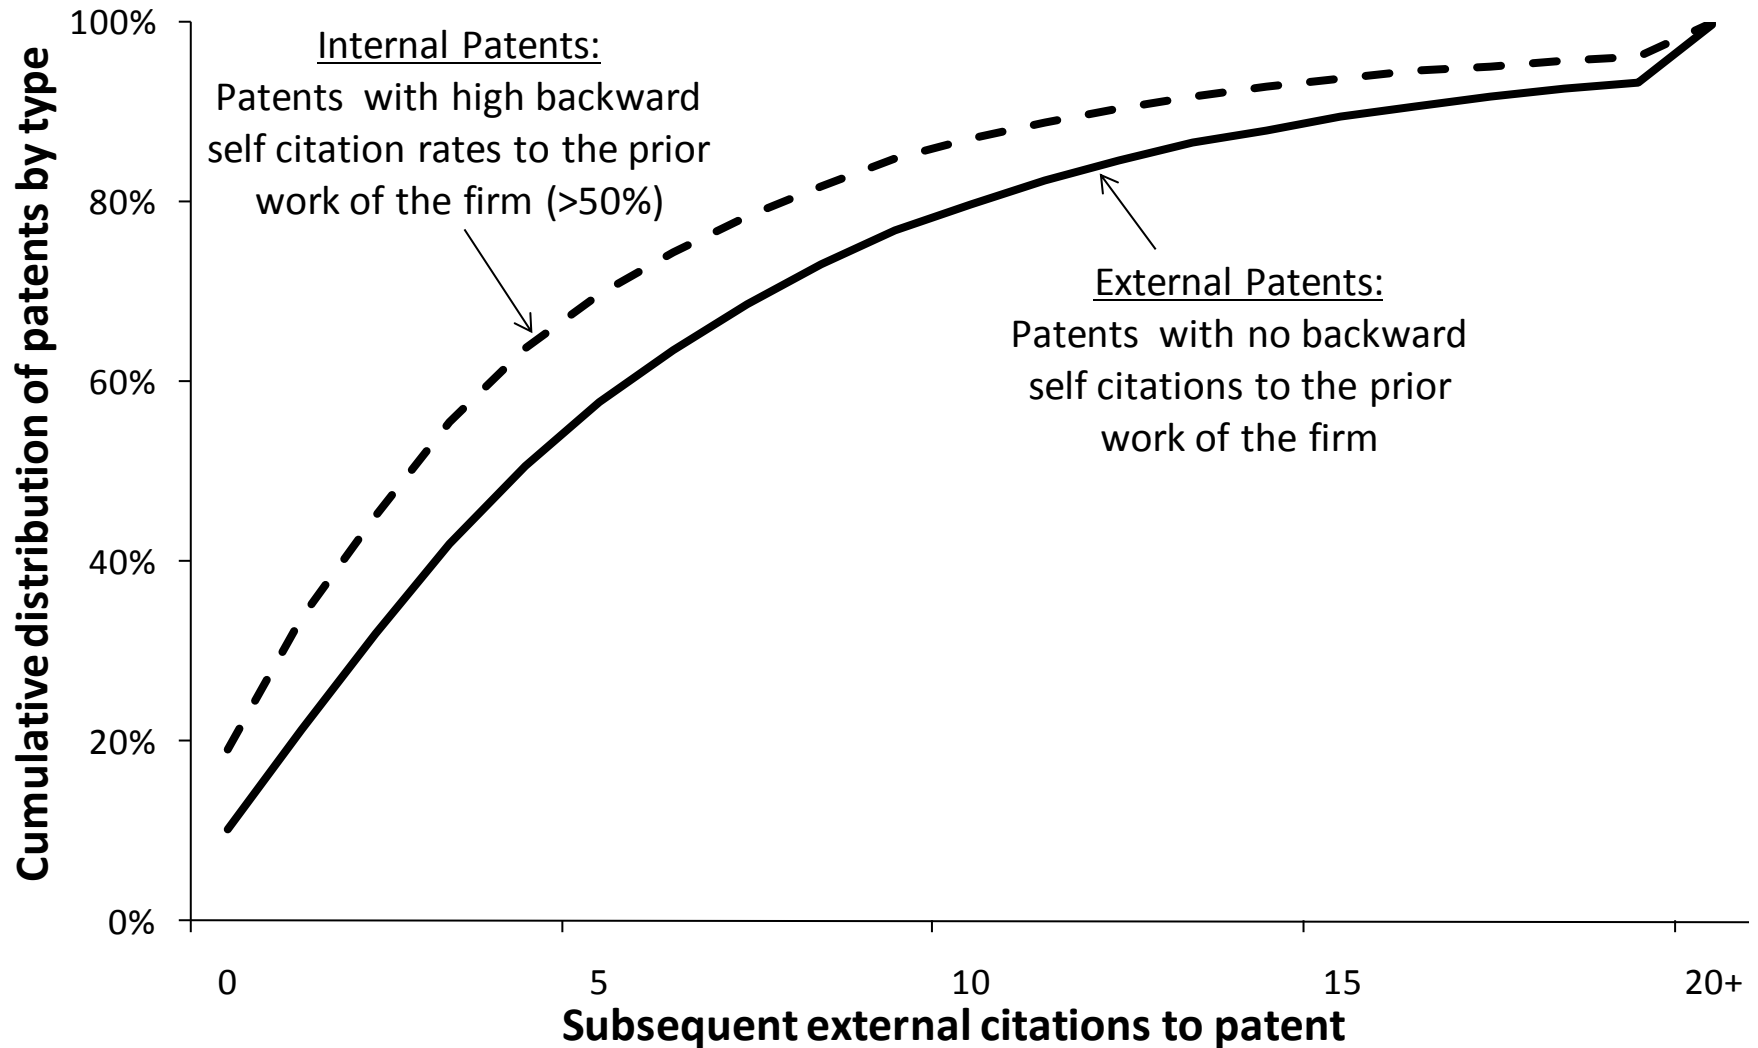 Cumulative distribution of patents by type
100%
80%
60%
40%
20%
0%
Internal Patents:
Patents with high backward
self citation rates to the prior
work of the firm (>50%)
External Patents:
Patents with no backward
self citations to the prior
work of the firm
0 5 10 15 20+
Subsequent external citations to patent